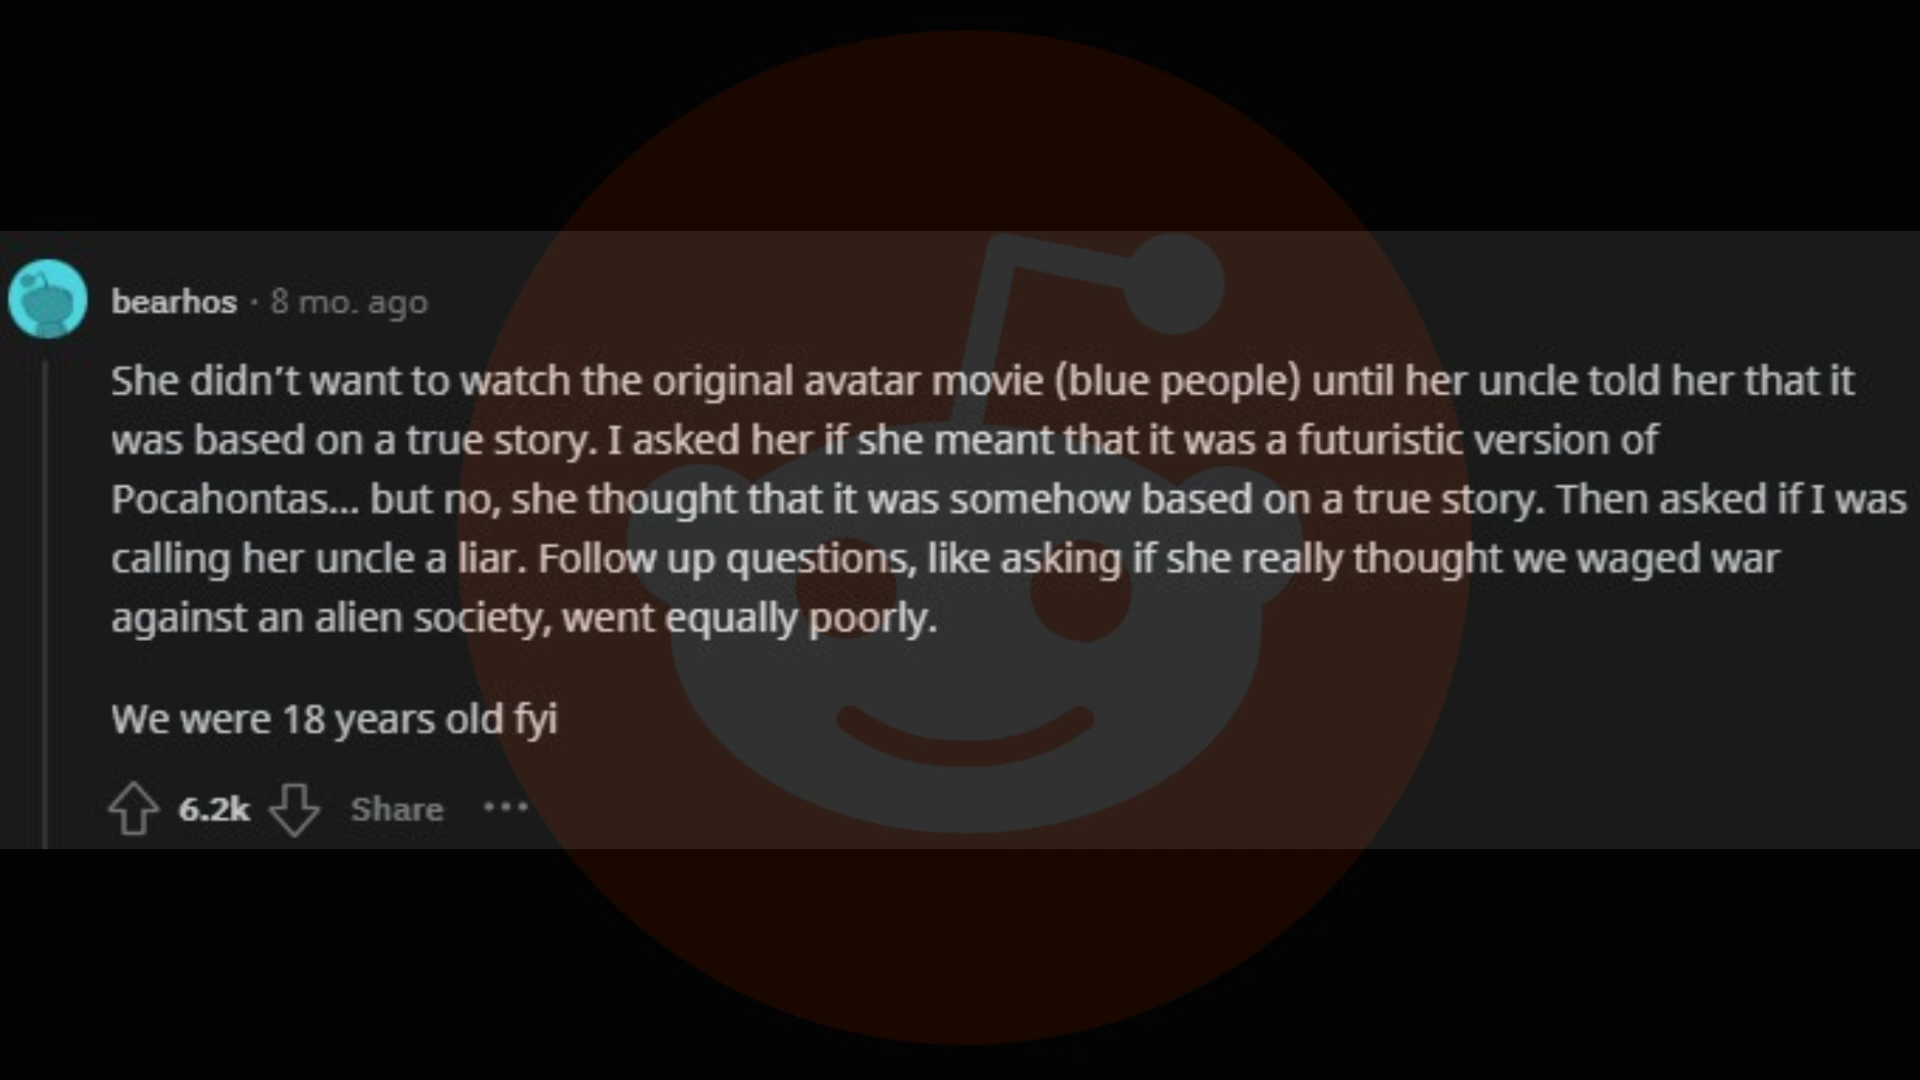 bearhos · 8 mo. ago
She didn’t want to watch the original avatar movie (blue people) until her uncle told her that it
was based on a true story. I asked her if she meant that it was a futuristic version of
Pocahontas... but no, she thought that it was somehow based on a true story. Then asked if I was
calling her uncle a liar. Follow up questions, like asking if she really thought we waged war
against an alien society, went equally poorly.
We were 18 years old fyi
6.2k Share ...